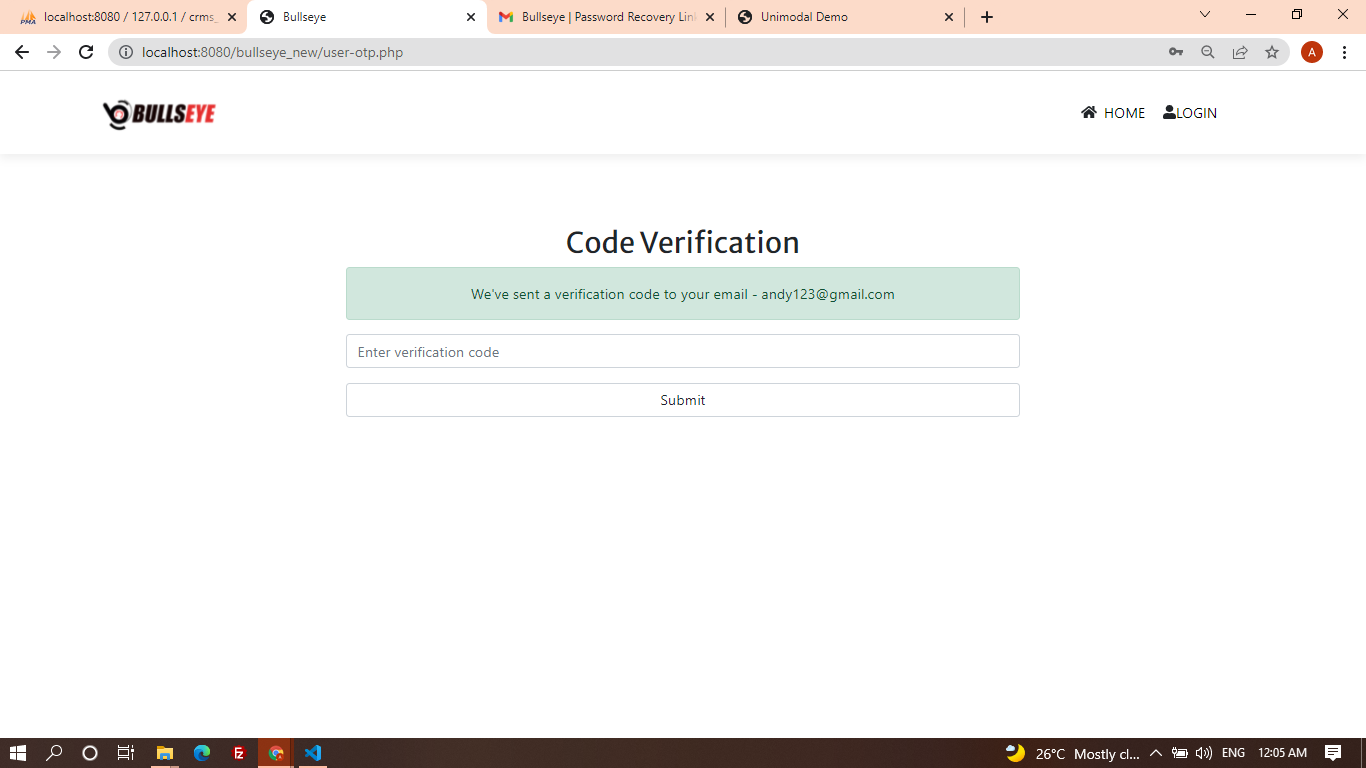 localhost:8080 / 127.0.0.1 / crms_
Bullseye
Bullseye | Password Recovery Lin
Unimodal Demo
localhost:8080/bullseye_new/user-otp.php
A
BULLSEYE
HOME
LOGIN
Code Verification
We've sent a verification code to your email - andy123@gmail.com
Enter verification code
Submit
PMA
Fz
26°C Mostly cl...
ENG
12:05 AM